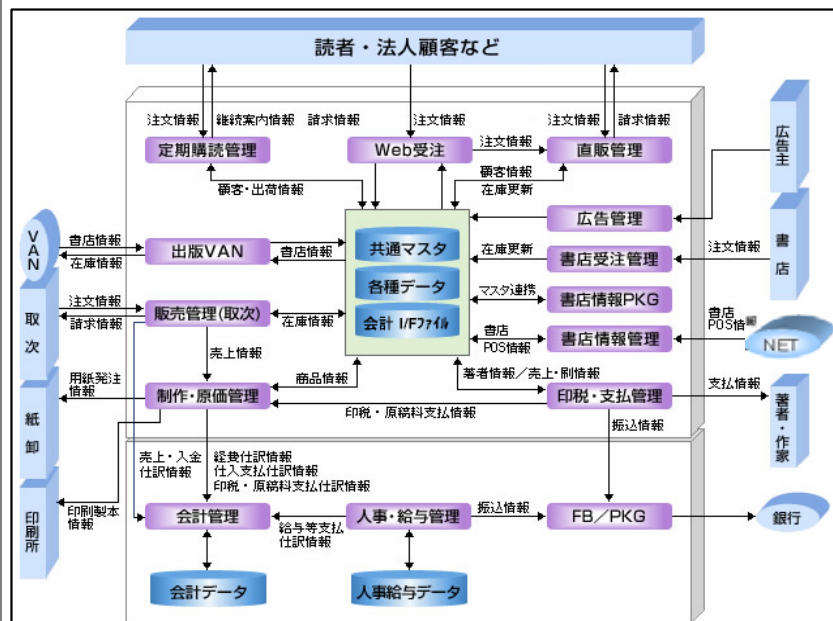 読者・法人顧客など
注文情報 継続案内情報 請求情報 注文情報 注文情報 請求情報
定期購読管理
Web受注
注文情報
直販管理
顧客・出荷情報
顧客情報
在庫更新
広告主
広告管理
VAN
書店情報
在庫情報
出版VAN
書店情報
共通マスタ
各種データ
会計 I/Fファイル
在庫更新
書店受注管理
注文情報
書店
マスタ連携
書店情報PKG
取次
注文情報
請求情報
販売管理(取次)
在庫情報
書店
POS情報
書店情報管理
書店
POS情報
NET
売上情報
商品情報
著者情報/売上・刷情報
用紙発注
情報
紙卸
制作・原価管理
印税・原稿料支払情報
印税・支払管理
支払情報
著者・作家
振込情報
売上・入金
仕訳情報
経費仕訳情報
仕入支払仕訳情報
印税・原稿料支払仕訳情報
印刷所
印刷製本
情報
会計管理
給与等支払
仕訳情報
人事・給与管理
振込情報
FB/PKG
銀行
会計データ
人事給与データ